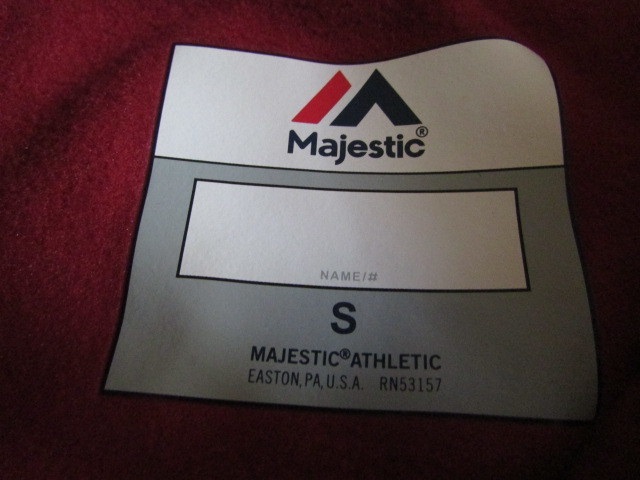 Majestic®
NAME/#
S
MAJESTIC® ATHLETIC
EASTON, PA, U.S.A. RN53157